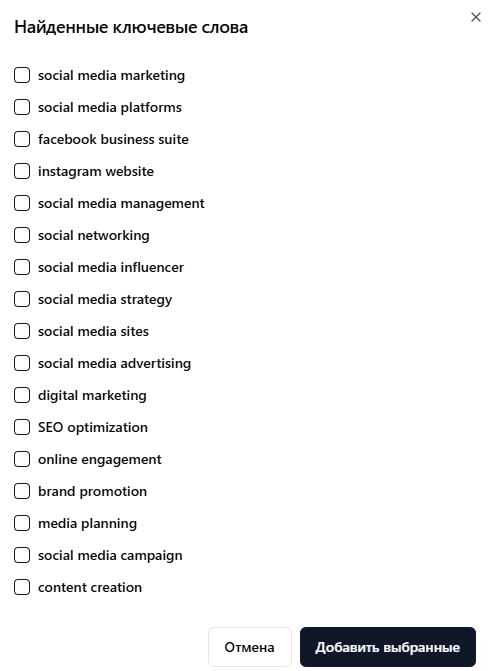 Найденные ключевые слова
social media marketing
social media platforms
facebook business suite
instagram website
social media management
social networking
social media influencer
social media strategy
social media sites
social media advertising
digital marketing
SEO optimization
online engagement
brand promotion
media planning
social media campaign
content creation
Отмена
Добавить выбранные